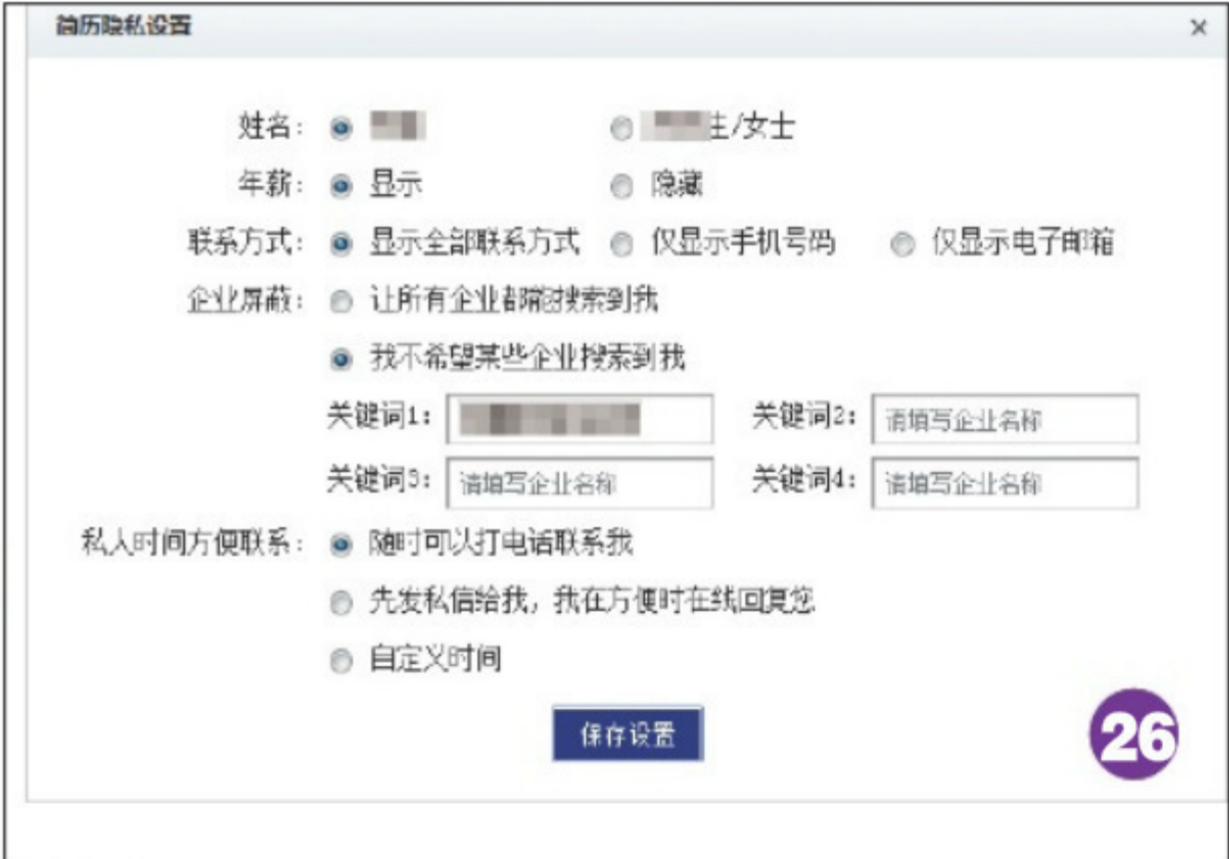 简历隐私设置 ×
姓名： 生/女士
年薪： 显示 隐藏
联系方式： 显示全部联系方式 仅显示手机号码 仅显示电子邮箱
企业屏蔽： 让所有企业都能搜索到我
我不希望某些企业搜索到我
关键词1： 关键词2： 请填写企业名称
关键词3： 请填写企业名称 关键词4： 请填写企业名称
私人时间方便联系： 随时可以打电话联系我
先发私信给我，我在方便时在线回复您
自定义时间
保存设置
26